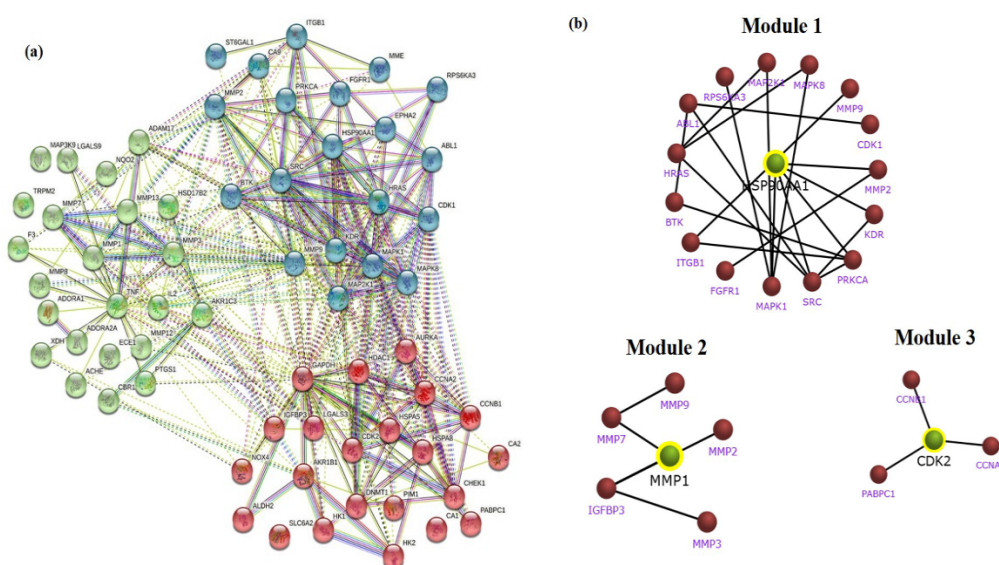 (a)
ITGB1
ST6GAL1
CA9
MME
PRKCA
FGFR1
RPS6KA3
MMP2
EPHA2
HSP90AA1
ADAM17
ABL1
SRC
MAP3K9
LGALS9
NQO2
HRAS
BTK
TRPM2
HSD17B2
CDK1
MMP7
MMP13
KDR
F3
MMP1
MMP3
MMP9
MAPK1
MMP8
MAPK8
TNF
IL2
MAP2K1
ADORA1
AKR1C3
ADORA2A
MMP12
XDH
ECE1
AURKA
HDAC1
ACHE
PTGS1
GAPDH
CCNA2
CBR1
IGFBP3
LGALS3
HSPA5
CCNB1
CDK2
HSPA8
CA2
NOX4
AKR1B1
CHEK1
DNMT1
PIM1
ALDH2
HK1
CA1
PABPC1
SLC6A2
HK2
(b)
Module 1
MAP2K1
MAPK8
RPS6KA3
MMP9
ABL1
CDK1
HRAS
HSP90AA1
MMP2
BTK
KDR
ITGB1
PRKCA
FGFR1
MAPK1
SRC
Module 2
MMP9
MMP7
MMP2
MMP1
IGFBP3
MMP3
Module 3
CCNB1
CDK2
CCNA
PABPC1